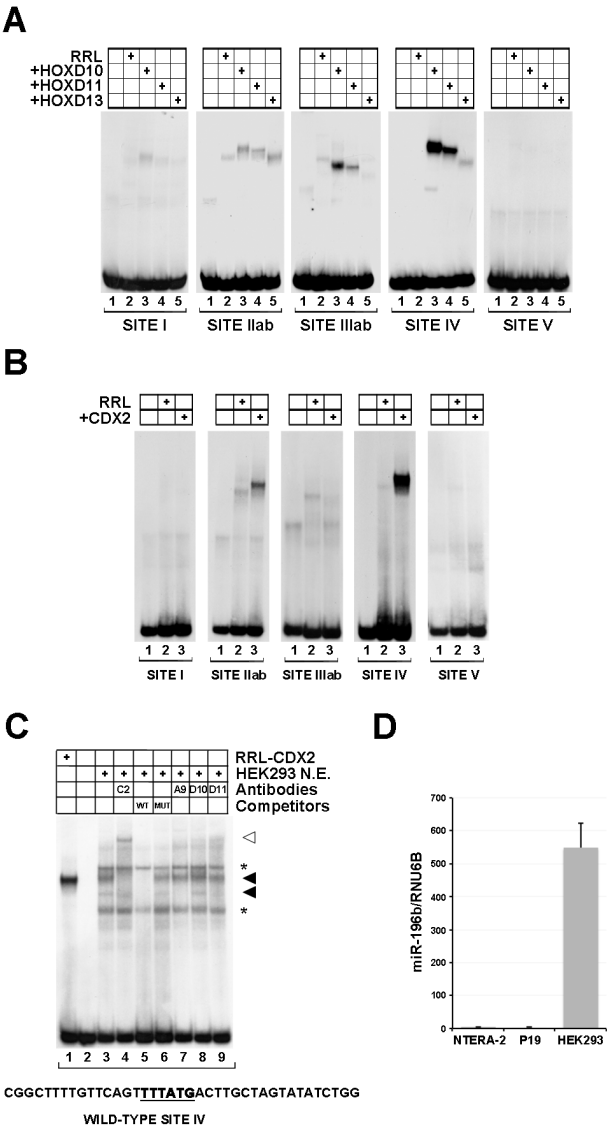 A
RRL + + + + +
+HOXD10 + + + +
+HOXD11 + + + + +
+HOXD13 + + + + +
1 2 3 4 5 1 2 3 4 5 1 2 3 4 5 1 2 3 4 5 1 2 3 4 5
SITE I SITE IIab SITE IIIab SITE IV SITE V
B
RRL + + + + +
+CDX2 + + + + +
1 2 3 1 2 3 1 2 3 1 2 3 1 2 3
SITE I SITE IIab SITE IIIab SITE IV SITE V
C
+ RRL-CDX2
+ + + + + + + HEK293 N.E.
C2 A9 D10 D11 Antibodies
WT MUT Competitors
*
*
1 2 3 4 5 6 7 8 9
CGGCTTTTGTTCAGTTTTATGACTTGCTAGTATATCTGG
WILD-TYPE SITE IV
D
miR-196b/RNU6B
700
600
500
400
300
200
100
0
NTERA-2 P19 HEK293